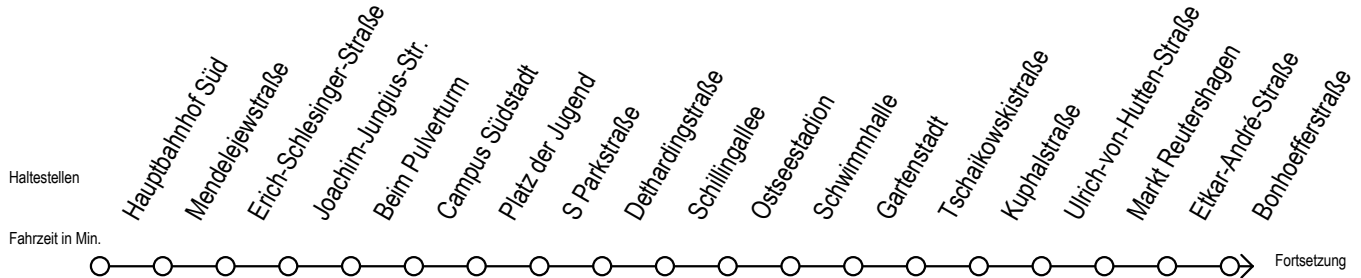 Haltestellen
Hauptbahnhof Süd
Mendelejewstraße
Erich-Schlesinger-Straße
Joachim-Jungius-Str.
Beim Pulverturm
Campus Südstadt
Platz der Jugend
S Parkstraße
Dethardingstraße
Schillingallee
Ostseestadion
Schwimmhalle
Gartenstadt
Tschaikowskistraße
Kuphalstraße
Ulrich-von-Hutten-Straße
Markt Reutershagen
Etkar-André-Straße
Bonhoefferstraße
Fahrzeit in Min.
Fortsetzung